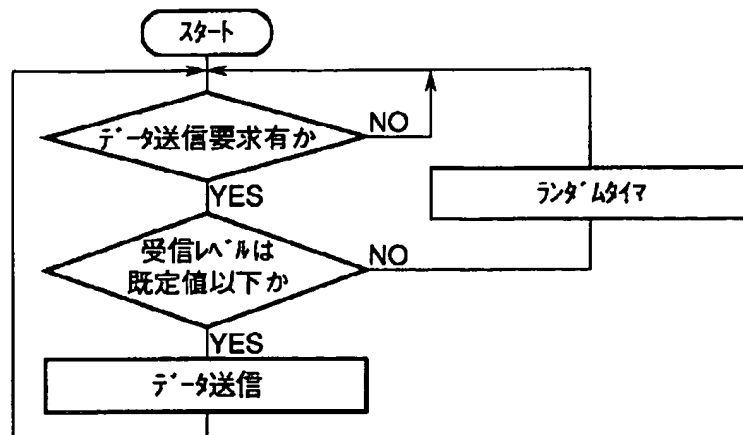 スタート
データ送信要求有か
NO
YES
ランダムタイマ
受信レベルは
既定値以下か
NO
YES
データ送信